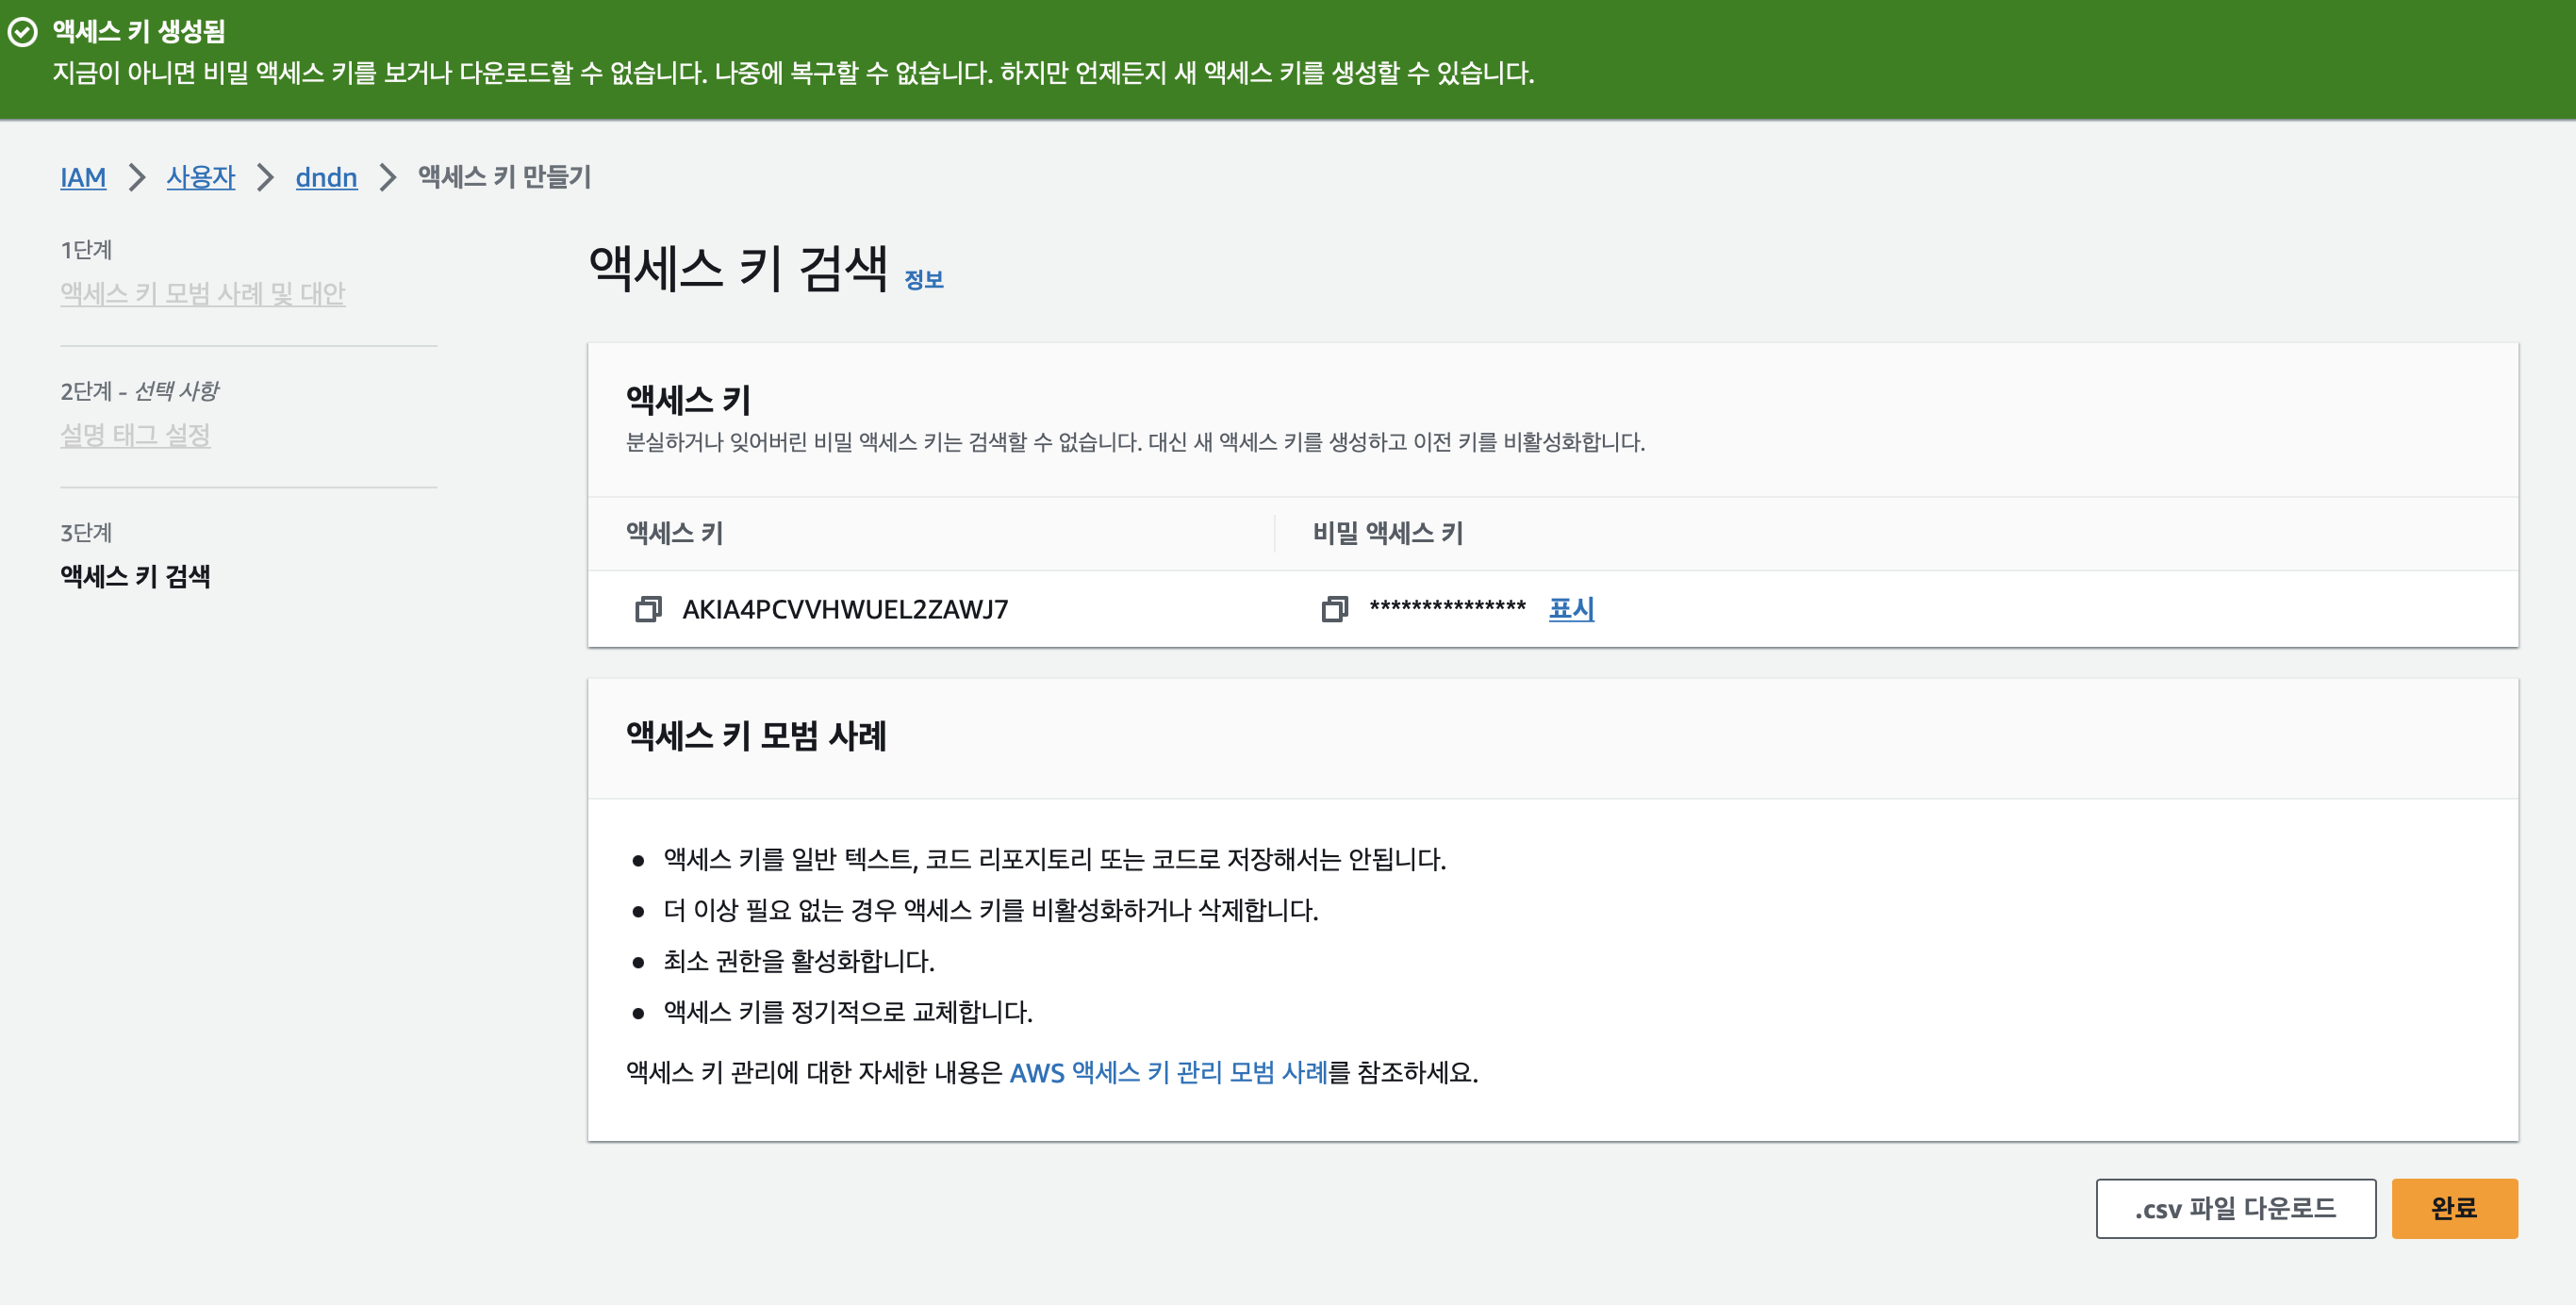 액세스 키 생성됨
지금이 아니면 비밀 액세스 키를 보거나 다운로드할 수 없습니다. 나중에 복구할 수 없습니다. 하지만 언제든지 새 액세스 키를 생성할 수 있습니다.
IAM > 사용자 > dndn > 액세스 키 만들기
1단계
액세스 키 모범 사례 및 대안
2단계 - 선택 사항
설명 태그 설정
3단계
액세스 키 검색
액세스 키 검색 정보
액세스 키
분실하거나 잊어버린 비밀 액세스 키는 검색할 수 없습니다. 대신 새 액세스 키를 생성하고 이전 키를 비활성화합니다.
액세스 키 비밀 액세스 키
AKIA4PCVVHWUEL2ZAWJ7 *************** 표시
액세스 키 모범 사례
● 액세스 키를 일반 텍스트, 코드 리포지토리 또는 코드로 저장해서는 안됩니다.
● 더 이상 필요 없는 경우 액세스 키를 비활성화하거나 삭제합니다.
● 최소 권한을 활성화합니다.
● 액세스 키를 정기적으로 교체합니다.
액세스 키 관리에 대한 자세한 내용은 AWS 액세스 키 관리 모범 사례를 참조하세요.
.csv 파일 다운로드 완료